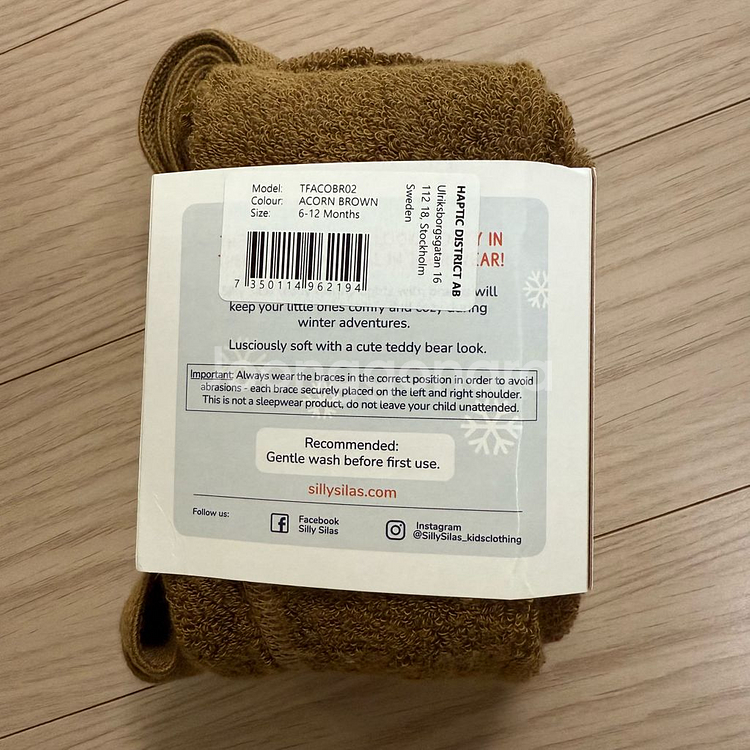 Model: TFACOBR02
Colour: ACORN BROWN
Size: 6-12 Months
7 350114 962194
HAPTIC DISTRICT AB
Ulriksborgsgatan 16
112 18, Stockholm
Sweden
Y IN
EAR!
will
keep your little ones comfy and cozy during
winter adventures.
Lusciously soft with a cute teddy bear look.
Important: Always wear the braces in the correct position in order to avoid
abrasions - each brace securely placed on the left and right shoulder.
This is not a sleepwear product, do not leave your child unattended.
Recommended:
Gentle wash before first use.
sillysilas.com
Follow us:
Facebook
Silly Silas
Instagram
@SillySilas_kidsclothing